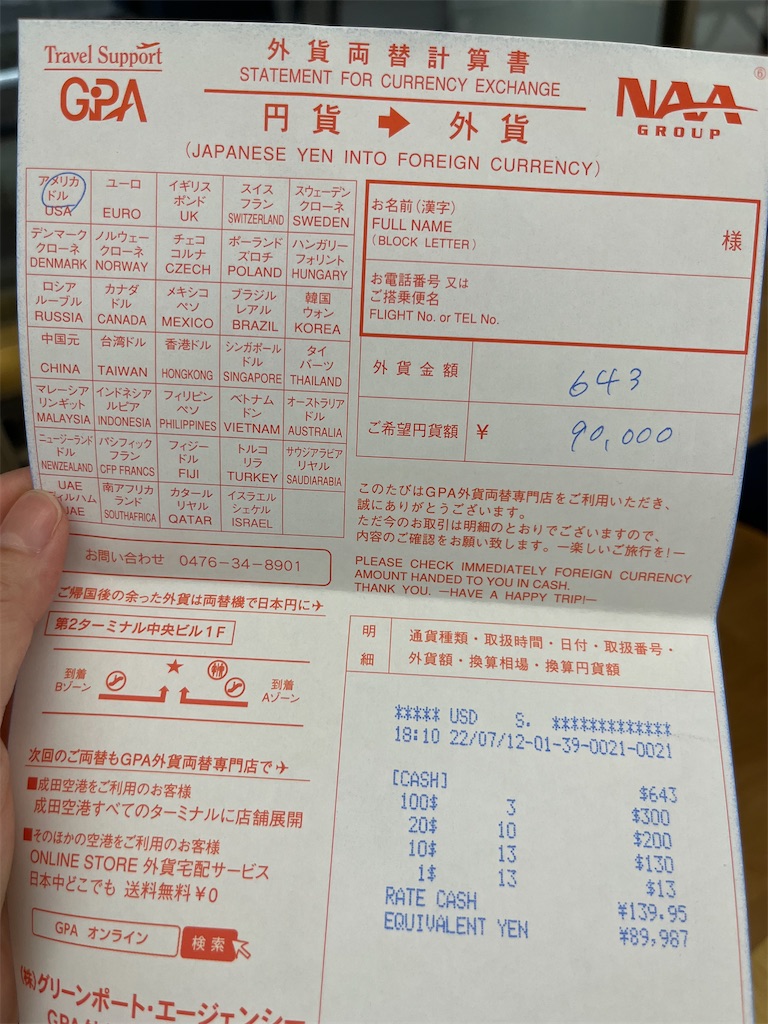 Travel Support
GPA
外貨両替計算書
STATEMENT FOR CURRENCY EXCHANGE
円貨 ➡ 外貨
(JAPANESE YEN INTO FOREIGN CURRENCY)
NAA
GROUP
®
アメリカ ドル USA
ユーロ EURO
イギリス ポンド UK
スイス フラン SWITZERLAND
スウェーデン クローネ SWEDEN
デンマーク クローネ DENMARK
ノルウェー クローネ NORWAY
チェコ コルナ CZECH
ポーランド ズロチ POLAND
ハンガリー フォリント HUNGARY
ロシア ルーブル RUSSIA
カナダ ドル CANADA
メキシコ ペソ MEXICO
ブラジル レアル BRAZIL
韓国 ウォン KOREA
中国元 CHINA
台湾ドル TAIWAN
香港ドル HONGKONG
シンガポール ドル SINGAPORE
タイ バーツ THAILAND
マレーシア リンギット MALAYSIA
インドネシア ルピア INDONESIA
フィリピン ペソ PHILIPPINES
ベトナム ドン VIETNAM
オーストラリア ドル AUSTRALIA
ニュージーランド ドル NEWZEALAND
パシフィック フラン CFP FRANCS
フィジー ドル FIJI
トルコ リラ TURKEY
サウジアラビア リヤル SAUDIARABIA
UAE ディルハム UAE
南アフリカ ランド SOUTHAFRICA
カタール リヤル QATAR
イスラエル シェケル ISRAEL
お名前(漢字)
FULL NAME
(BLOCK LETTER)
様
お電話番号 又は
ご搭乗便名
FLIGHT No. or TEL No.
外貨金額 643
ご希望円貨額 ¥ 90,000
お問い合わせ 0476-34-8901
このたびはGPA外貨両替専門店をご利用いただき、
誠にありがとうございます。
ただ今のお取引は明細のとおりでございますので、
内容のご確認をお願い致します。—楽しいご旅行を!—
PLEASE CHECK IMMEDIATELY FOREIGN CURRENCY
AMOUNT HANDED TO YOU IN CASH.
THANK YOU. —HAVE A HAPPY TRIP!—
ご帰国後の余った外貨は両替機で日本円に✈
第2ターミナル中央ビル1F
到着
Bゾーン
★
到着
Aゾーン
次回のご両替もGPA外貨両替専門店で✈
■成田空港をご利用のお客様
成田空港すべてのターミナルに店舗展開
■そのほかの空港をご利用のお客様
ONLINE STORE 外貨宅配サービス
日本中どこでも 送料無料¥0
GPA オンライン 検索
(株)グリーンポート・エージェンシー
明細
通貨種類・取扱時間・日付・取扱番号・
外貨額・換算相場・換算円貨額
***** USD S. *************
18:10 22/07/12-01-39-0021-0021
[CASH] $643
100$ 3 $300
20$ 10 $200
10$ 13 $130
1$ 13 $13
RATE CASH ¥139.95
EQUIVALENT YEN ¥89,987